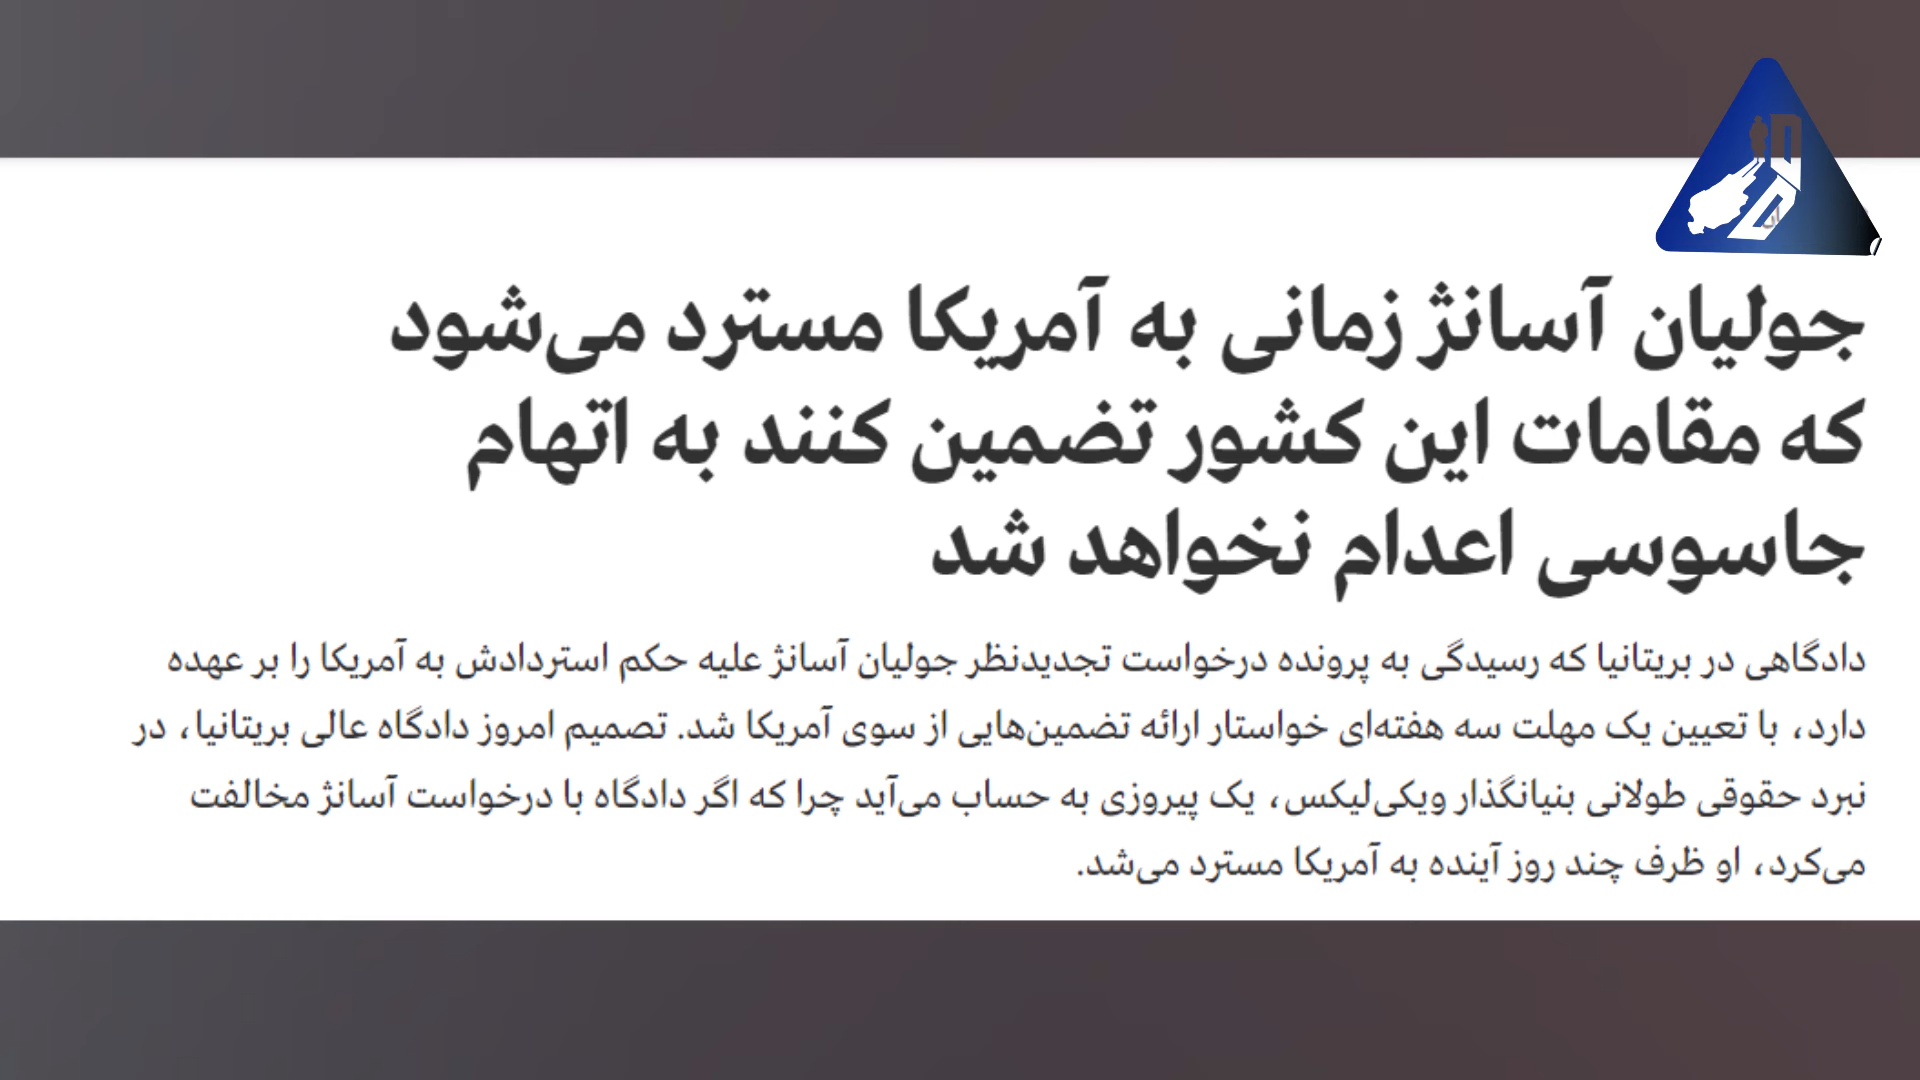 جولیان آسانژ زمانی به آمریکا مسترد می‌شود
که مقامات این کشور تضمین کنند به اتهام
جاسوسی اعدام نخواهد شد
دادگاهی در بریتانیا که رسیدگی به پرونده درخواست تجدیدنظر جولیان آسانژ علیه حکم استردادش به آمریکا را بر عهده
دارد، با تعیین یک مهلت سه هفته‌ای خواستار ارائه تضمین‌هایی از سوی آمریکا شد. تصمیم امروز دادگاه عالی بریتانیا، در
نبرد حقوقی طولانی بنیانگذار ویکی‌لیکس، یک پیروزی به حساب می‌آید چرا که اگر دادگاه با درخواست آسانژ مخالفت
می‌کرد، او ظرف چند روز آینده به آمریکا مسترد می‌شد.